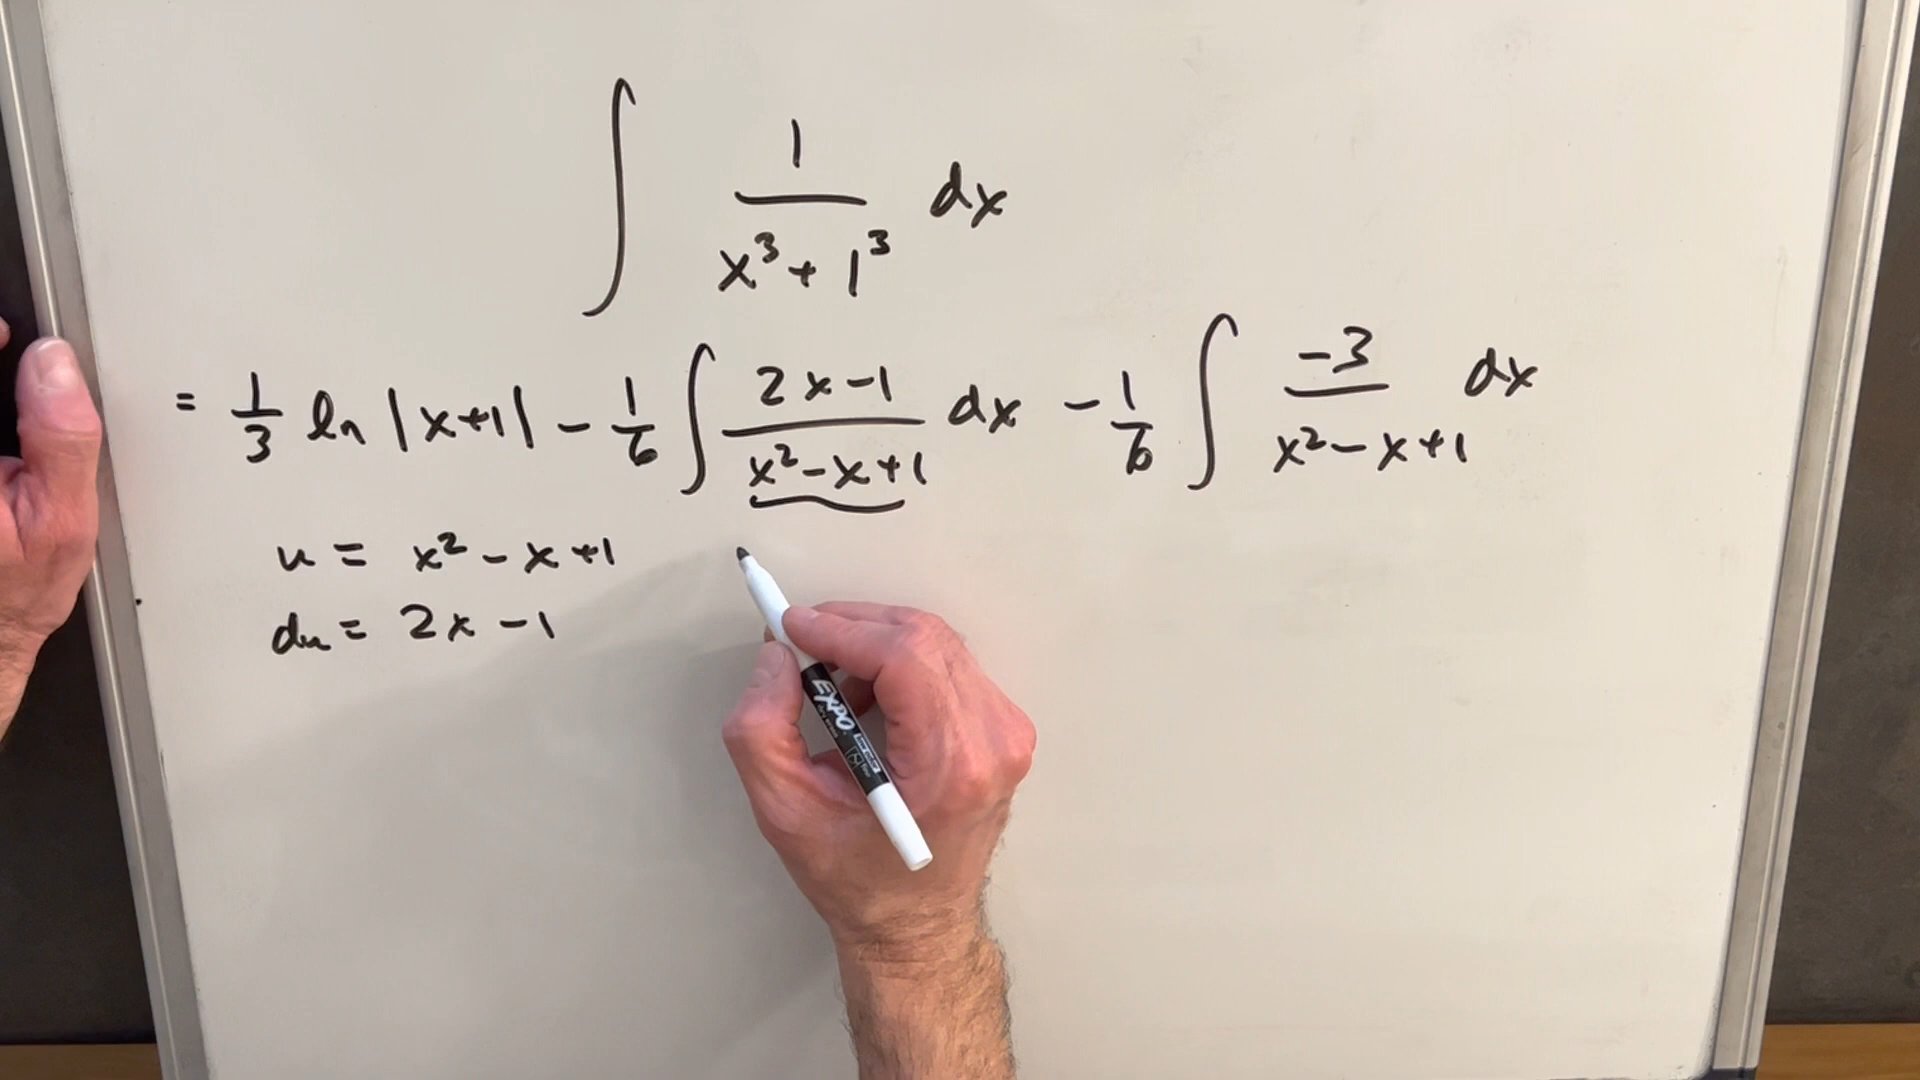 ∫ 1/(x³+1³) dx
= 1/3 ln |x+1| - 1/6 ∫ (2x-1)/(x²-x+1) dx - 1/6 ∫ -3/(x²-x+1) dx
u = x²-x+1
du = 2x-1
EXPO